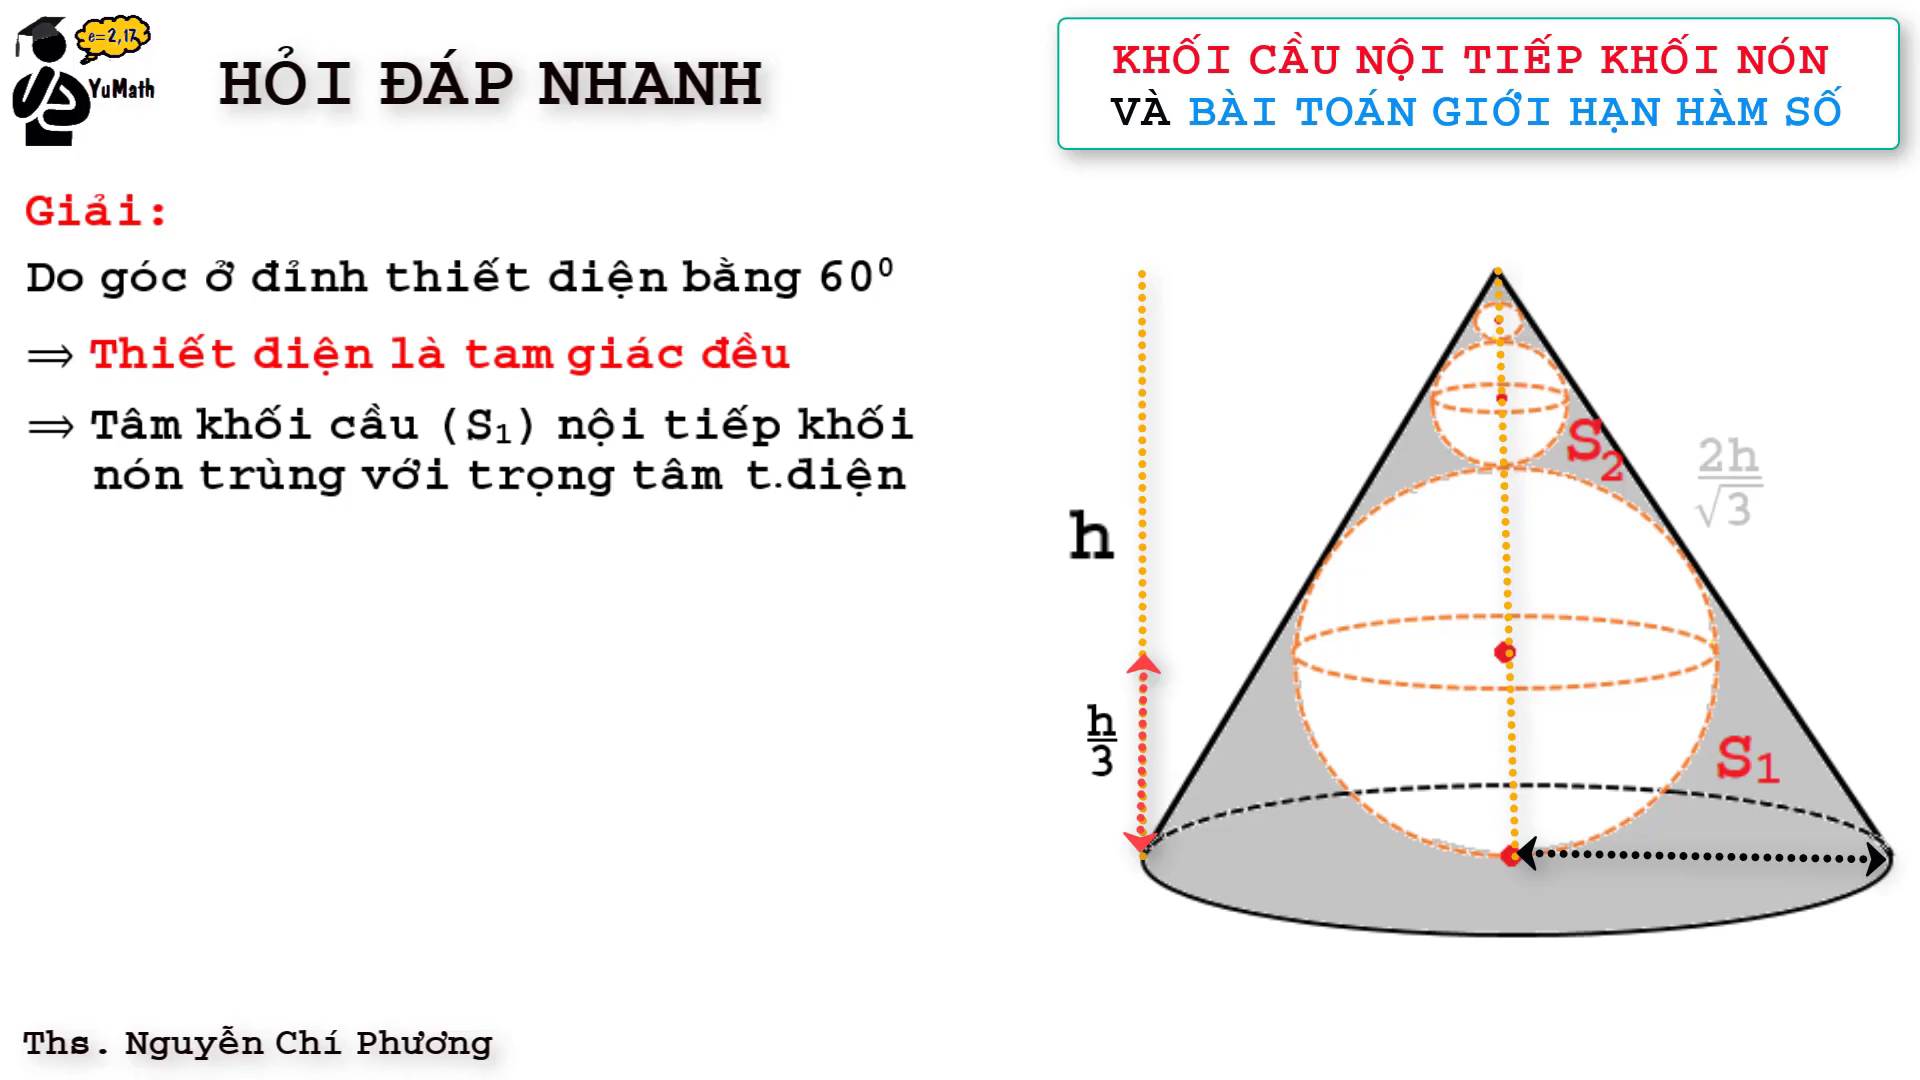 e=2,17
YuMath
HỎI ĐÁP NHANH
KHỐI CẦU NỘI TIẾP KHỐI NÓN
VÀ BÀI TOÁN GIỚI HẠN HÀM SỐ
Giải:
Do góc ở đỉnh thiết diện bằng 60⁰
⟹ Thiết diện là tam giác đều
⟹ Tâm khối cầu (S₁) nội tiếp khối
nón trùng với trọng tâm t.diện
h
h/3
S₂
2h/√3
S₁
Ths. Nguyễn Chí Phương